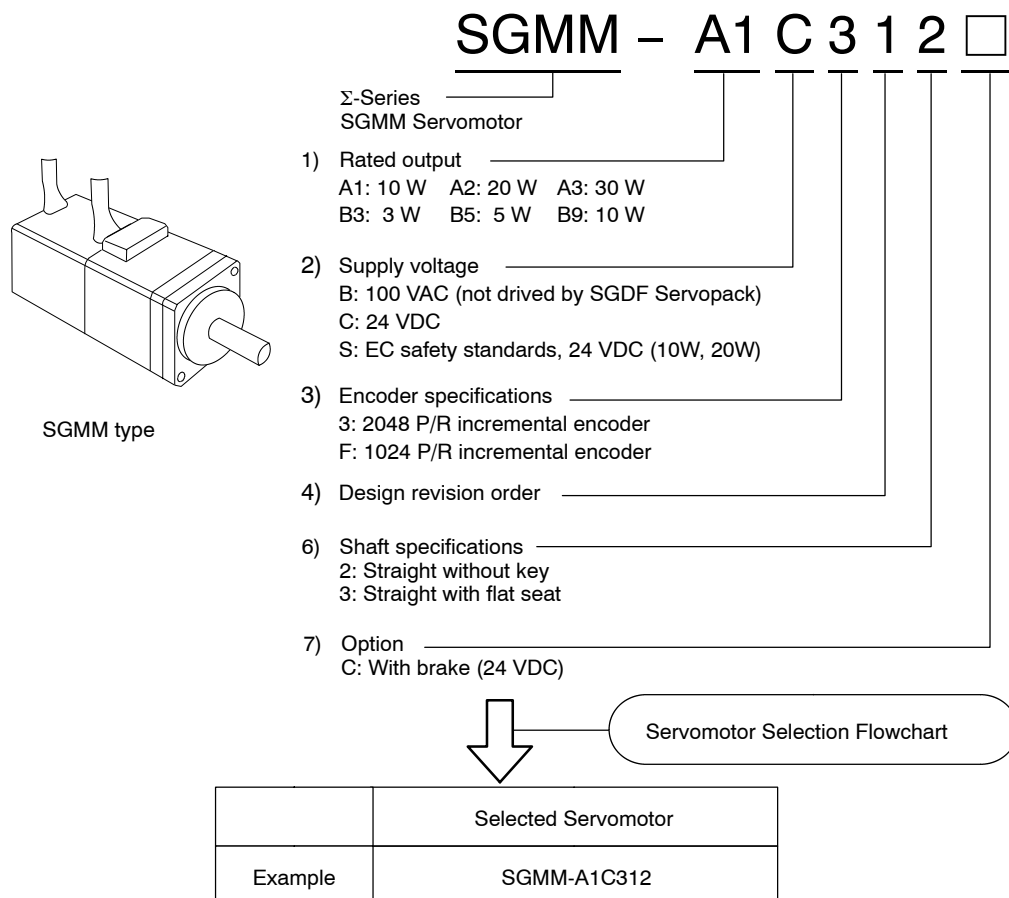 SGMM – A1 C 3 1 2 □
Σ-Series
SGMM Servomotor
1) Rated output
A1: 10 W A2: 20 W A3: 30 W
B3: 3 W B5: 5 W B9: 10 W
2) Supply voltage
B: 100 VAC (not drived by SGDF Servopack)
C: 24 VDC
S: EC safety standards, 24 VDC (10W, 20W)
3) Encoder specifications
3: 2048 P/R incremental encoder
F: 1024 P/R incremental encoder
SGMM type
4) Design revision order
6) Shaft specifications
2: Straight without key
3: Straight with flat seat
7) Option
C: With brake (24 VDC)
Servomotor Selection Flowchart
Selected Servomotor
Example SGMM-A1C312